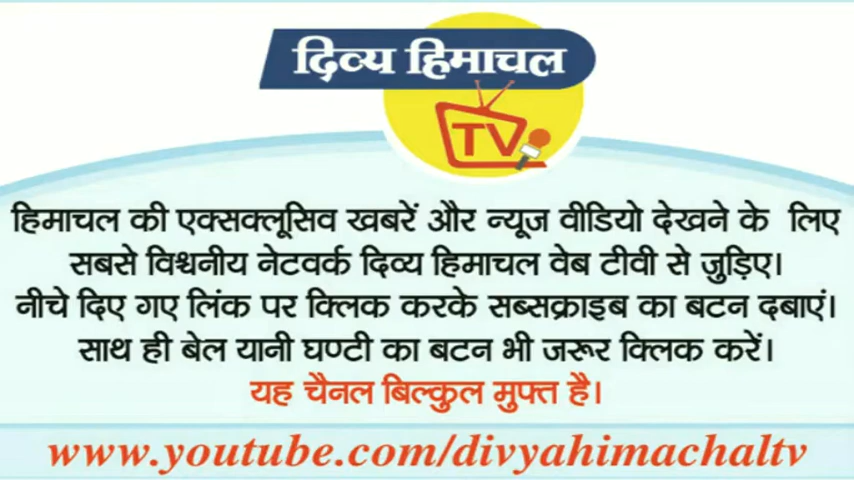 दिव्य हिमाचल
TV
हिमाचल की एक्सक्लूसिव खबरें और न्यूज वीडियो देखने के लिए
सबसे विश्वनीय नेटवर्क दिव्य हिमाचल वेब टीवी से जुड़िए।
नीचे दिए गए लिंक पर क्लिक करके सब्सक्राइब का बटन दबाएं।
साथ ही बेल यानी घण्टी का बटन भी जरूर क्लिक करें।
यह चैनल बिल्कुल मुफ्त है।
www.youtube.com/divyahimachaltv